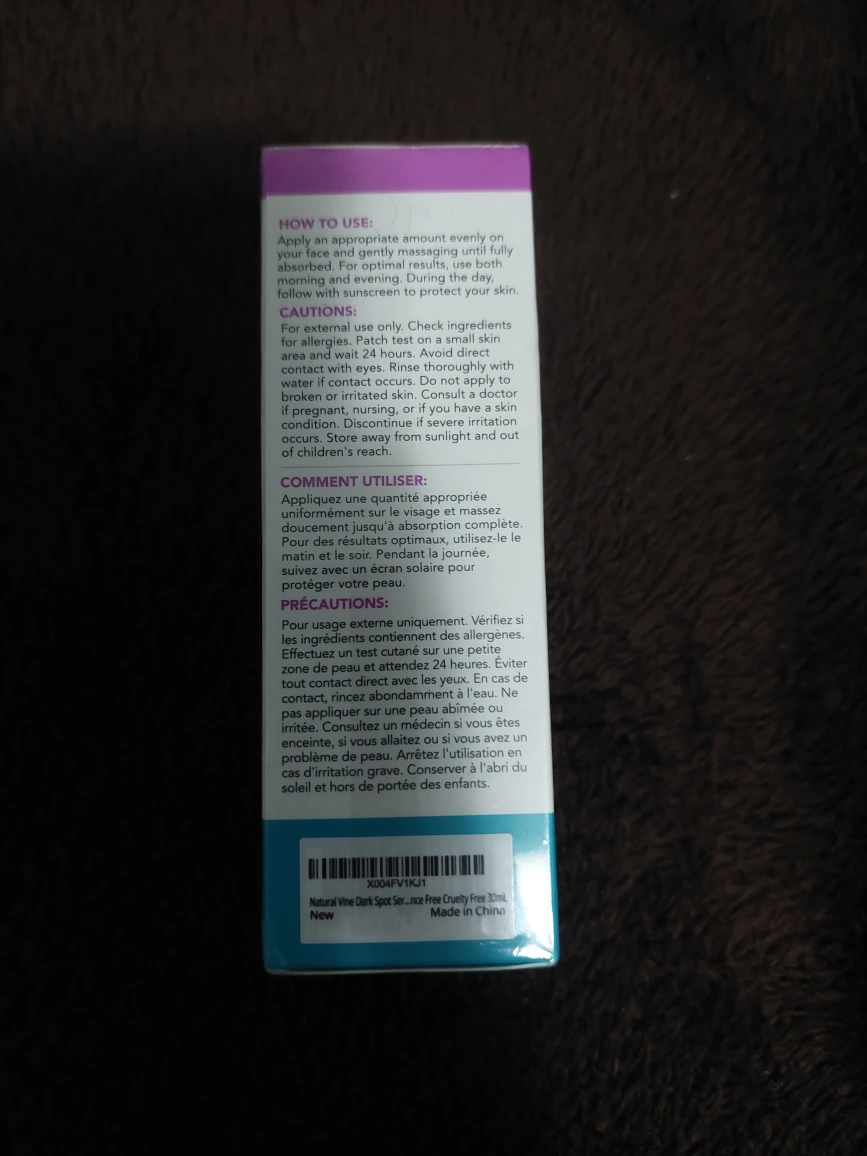 HOW TO USE:
Apply an appropriate amount evenly on
your face and gently massaging until fully
absorbed. For optimal results, use both
morning and evening. During the day,
follow with sunscreen to protect your skin.
CAUTIONS:
For external use only. Check ingredients
for allergies. Patch test on a small skin
area and wait 24 hours. Avoid direct
contact with eyes. Rinse thoroughly with
water if contact occurs. Do not apply to
broken or irritated skin. Consult a doctor
if pregnant, nursing, or if you have a skin
condition. Discontinue if severe irritation
occurs. Store away from sunlight and out
of children's reach.
COMMENT UTILISER:
Appliquez une quantité appropriée
uniformément sur le visage et massez
doucement jusqu'à absorption complète.
Pour des résultats optimaux, utilisez-le le
matin et le soir. Pendant la journée,
suivez avec un écran solaire pour
protéger votre peau.
PRÉCAUTIONS:
Pour usage externe uniquement. Vérifiez si
les ingrédients contiennent des allergènes.
Effectuez un test cutané sur une petite
zone de peau et attendez 24 heures. Éviter
tout contact direct avec les yeux. En cas de
contact, rincez abondamment à l'eau. Ne
pas appliquer sur une peau abîmée ou
irritée. Consultez un médecin si vous êtes
enceinte, si vous allaitez ou si vous avez un
problème de peau. Arrêtez l'utilisation en
cas d'irritation grave. Conserver à l'abri du
soleil et hors de portée des enfants.
X004FV1KJ1
Natural Vine Dark Spot Ser...nce Free Cruelty Free 30mL
New Made in China